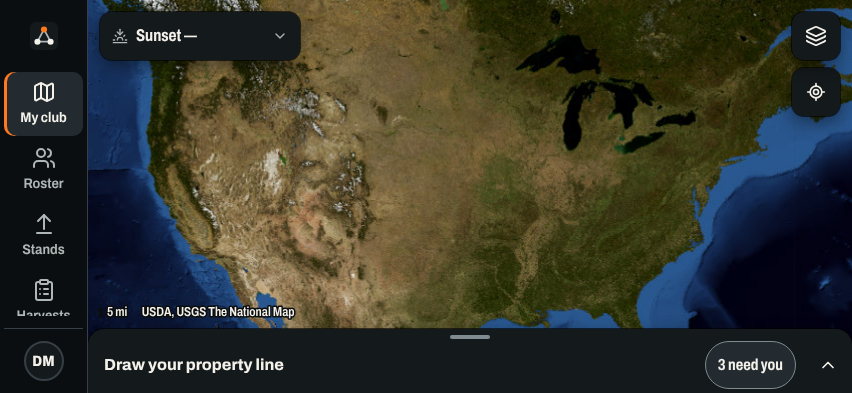 Sunset —
My club
Roster
Stands
Harvests
DM
5 mi USDA, USGS The National Map
Draw your property line
3 need you